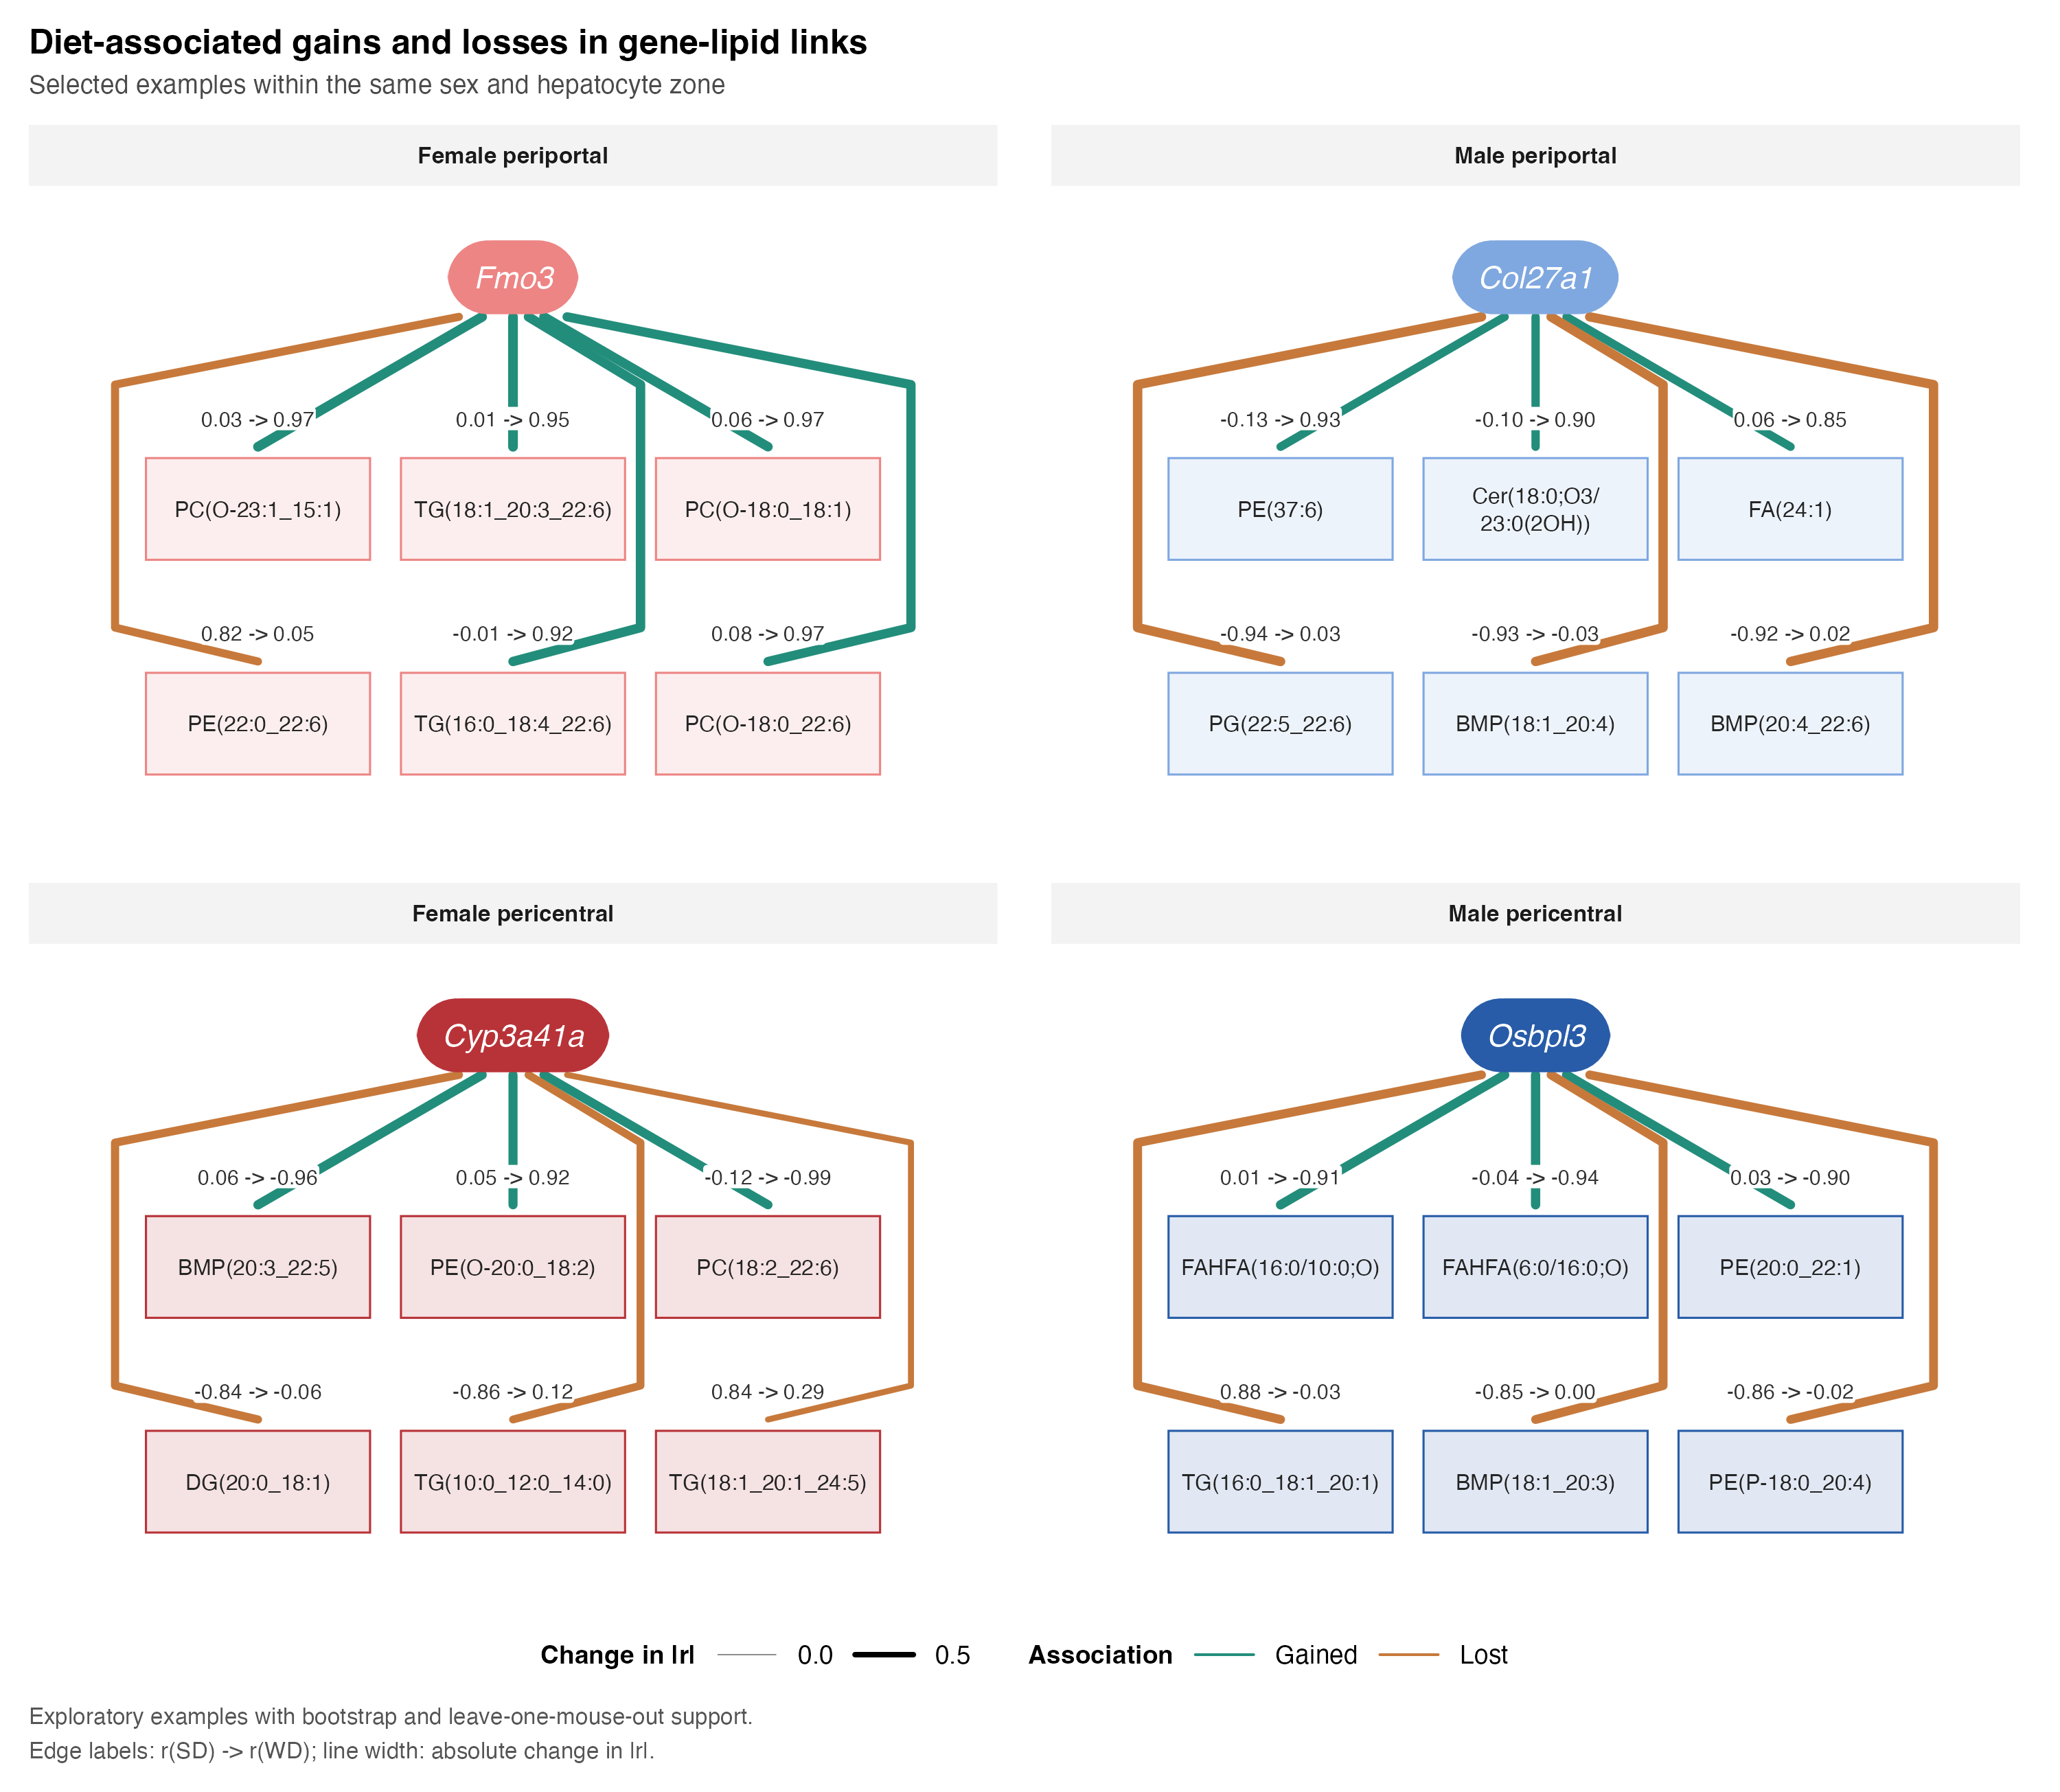 Diet-associated gains and losses in gene-lipid links
Selected examples within the same sex and hepatocyte zone
Female periportal
Fmo3
0.03 -> 0.97
0.01 -> 0.95
0.06 -> 0.97
PC(O-23:1_15:1)
TG(18:1_20:3_22:6)
PC(O-18:0_18:1)
0.82 -> 0.05
-0.01 -> 0.92
0.08 -> 0.97
PE(22:0_22:6)
TG(16:0_18:4_22:6)
PC(O-18:0_22:6)
Male periportal
Col27a1
-0.13 -> 0.93
-0.10 -> 0.90
0.06 -> 0.85
PE(37:6)
Cer(18:0;O3/
23:0(2OH))
FA(24:1)
-0.94 -> 0.03
-0.93 -> -0.03
-0.92 -> 0.02
PG(22:5_22:6)
BMP(18:1_20:4)
BMP(20:4_22:6)
Female pericentral
Cyp3a41a
0.06 -> -0.96
0.05 -> 0.92
-0.12 -> -0.99
BMP(20:3_22:5)
PE(O-20:0_18:2)
PC(18:2_22:6)
-0.84 -> -0.06
-0.86 -> 0.12
0.84 -> 0.29
DG(20:0_18:1)
TG(10:0_12:0_14:0)
TG(18:1_20:1_24:5)
Male pericentral
Osbpl3
0.01 -> -0.91
-0.04 -> -0.94
0.03 -> -0.90
FAHFA(16:0/10:0;O)
FAHFA(6:0/16:0;O)
PE(20:0_22:1)
0.88 -> -0.03
-0.85 -> 0.00
-0.86 -> -0.02
TG(16:0_18:1_20:1)
BMP(18:1_20:3)
PE(P-18:0_20:4)
Change in |r| 0.0 0.5 Association Gained Lost
Exploratory examples with bootstrap and leave-one-mouse-out support.
Edge labels: r(SD) -> r(WD); line width: absolute change in |r|.